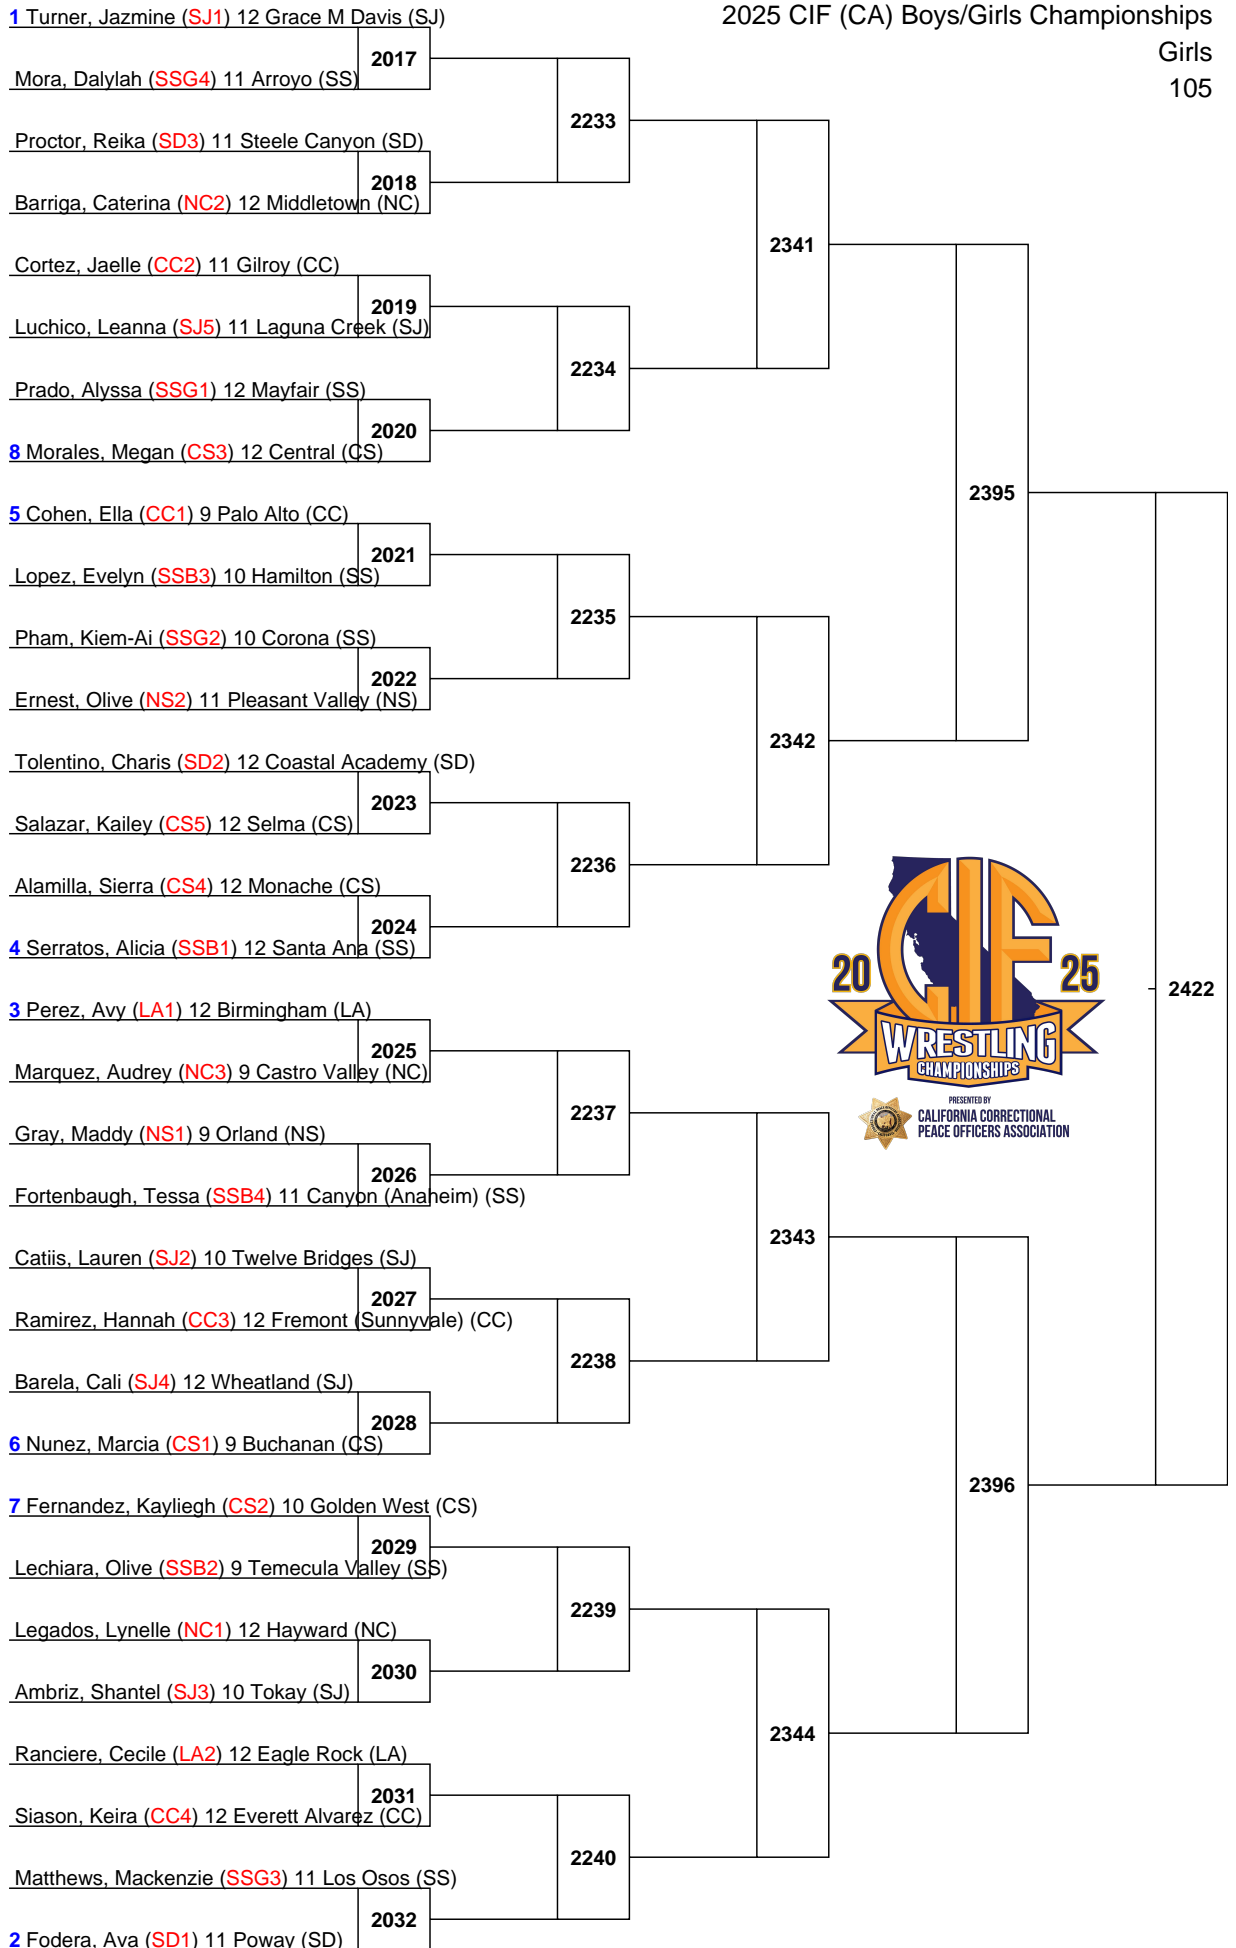 2025 CIF (CA) Boys/Girls Championships
Girls
105
1 Turner, Jazmine (SJ1) 12 Grace M Davis (SJ)
2017
Mora, Dalylah (SSG4) 11 Arroyo (SS)
2233
Proctor, Reika (SD3) 11 Steele Canyon (SD)
2018
Barriga, Caterina (NC2) 12 Middletown (NC)
2341
Cortez, Jaelle (CC2) 11 Gilroy (CC)
2019
Luchico, Leanna (SJ5) 11 Laguna Creek (SJ)
2234
Prado, Alyssa (SSG1) 12 Mayfair (SS)
2020
8 Morales, Megan (CS3) 12 Central (CS)
2395
5 Cohen, Ella (CC1) 9 Palo Alto (CC)
2021
Lopez, Evelyn (SSB3) 10 Hamilton (SS)
2235
Pham, Kiem-Ai (SSG2) 10 Corona (SS)
2022
Ernest, Olive (NS2) 11 Pleasant Valley (NS)
2342
Tolentino, Charis (SD2) 12 Coastal Academy (SD)
2023
Salazar, Kailey (CS5) 12 Selma (CS)
2236
Alamilla, Sierra (CS4) 12 Monache (CS)
2024
4 Serratos, Alicia (SSB1) 12 Santa Ana (SS)
20 CIF 25
WRESTLING
CHAMPIONSHIPS
PRESENTED BY
CALIFORNIA CORRECTIONAL
PEACE OFFICERS ASSOCIATION
2422
3 Perez, Avy (LA1) 12 Birmingham (LA)
2025
Marquez, Audrey (NC3) 9 Castro Valley (NC)
2237
Gray, Maddy (NS1) 9 Orland (NS)
2026
Fortenbaugh, Tessa (SSB4) 11 Canyon (Anaheim) (SS)
2343
Catiis, Lauren (SJ2) 10 Twelve Bridges (SJ)
2027
Ramirez, Hannah (CC3) 12 Fremont (Sunnyvale) (CC)
2238
Barela, Cali (SJ4) 12 Wheatland (SJ)
2028
6 Nunez, Marcia (CS1) 9 Buchanan (CS)
2396
7 Fernandez, Kayliegh (CS2) 10 Golden West (CS)
2029
Lechiara, Olive (SSB2) 9 Temecula Valley (SS)
2239
Legados, Lynelle (NC1) 12 Hayward (NC)
2030
Ambriz, Shantel (SJ3) 10 Tokay (SJ)
2344
Ranciere, Cecile (LA2) 12 Eagle Rock (LA)
2031
Siason, Keira (CC4) 12 Everett Alvarez (CC)
2240
Matthews, Mackenzie (SSG3) 11 Los Osos (SS)
2032
2 Fodera, Ava (SD1) 11 Poway (SD)